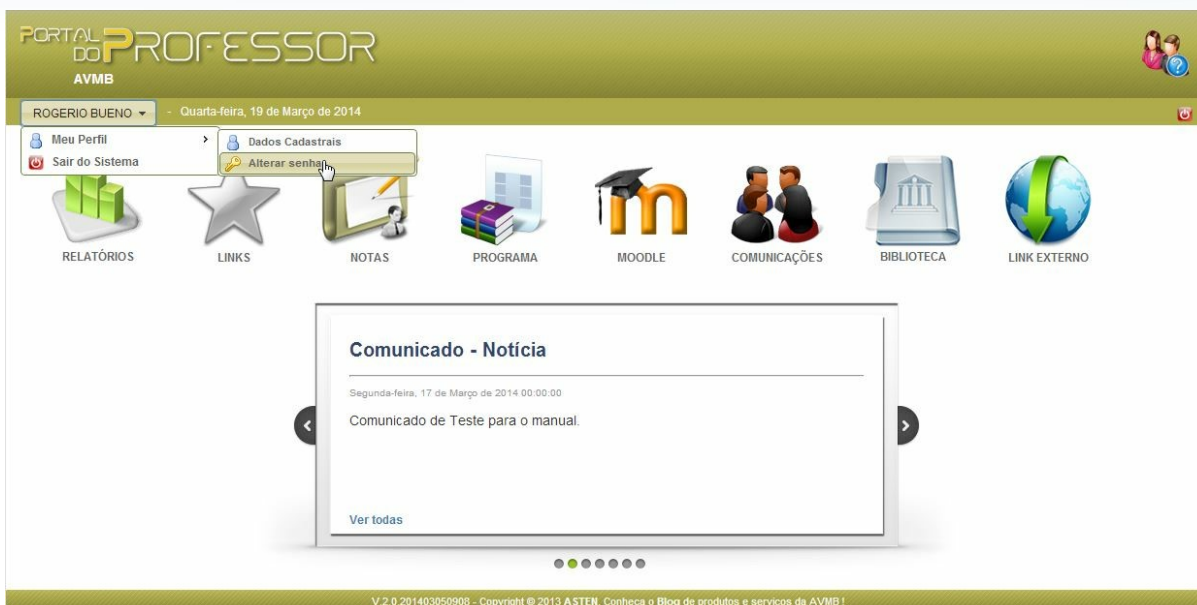 PORTAL
DO PROFESSOR
AVMB
ROGERIO BUENO - Quarta-feira, 19 de Março de 2014
Meu Perfil
Dados Cadastrais
Sair do Sistema
Alterar senha
RELATÓRIOS LINKS NOTAS PROGRAMA MOODLE COMUNICAÇÕES BIBLIOTECA LINK EXTERNO
Comunicado - Notícia
Segunda-feira, 17 de Março de 2014 00:00:00
Comunicado de Teste para o manual.
Ver todas
V 2.0.201403050908 - Copyright © 2013 ASTEN. Conheça o Blog de produtos e serviços da AVMB !